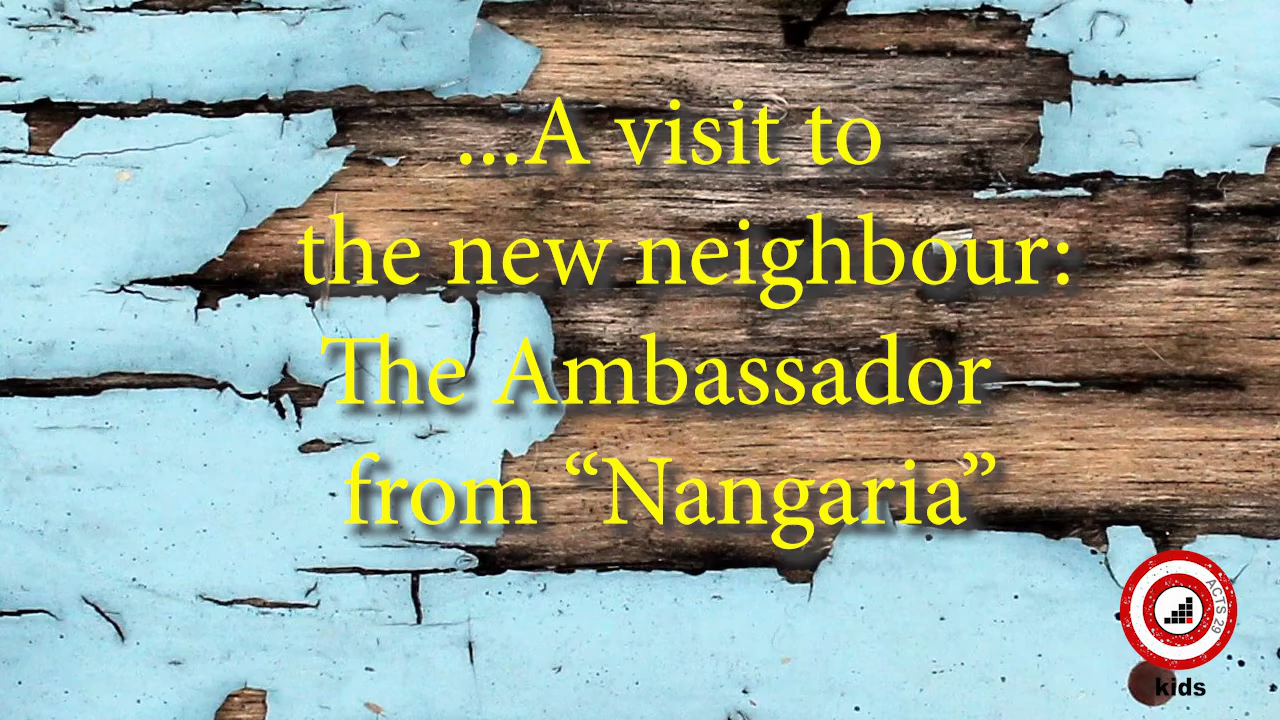 ...A visit to
the new neighbour:
The Ambassador
from “Nangaria”
ACTS 29
kids